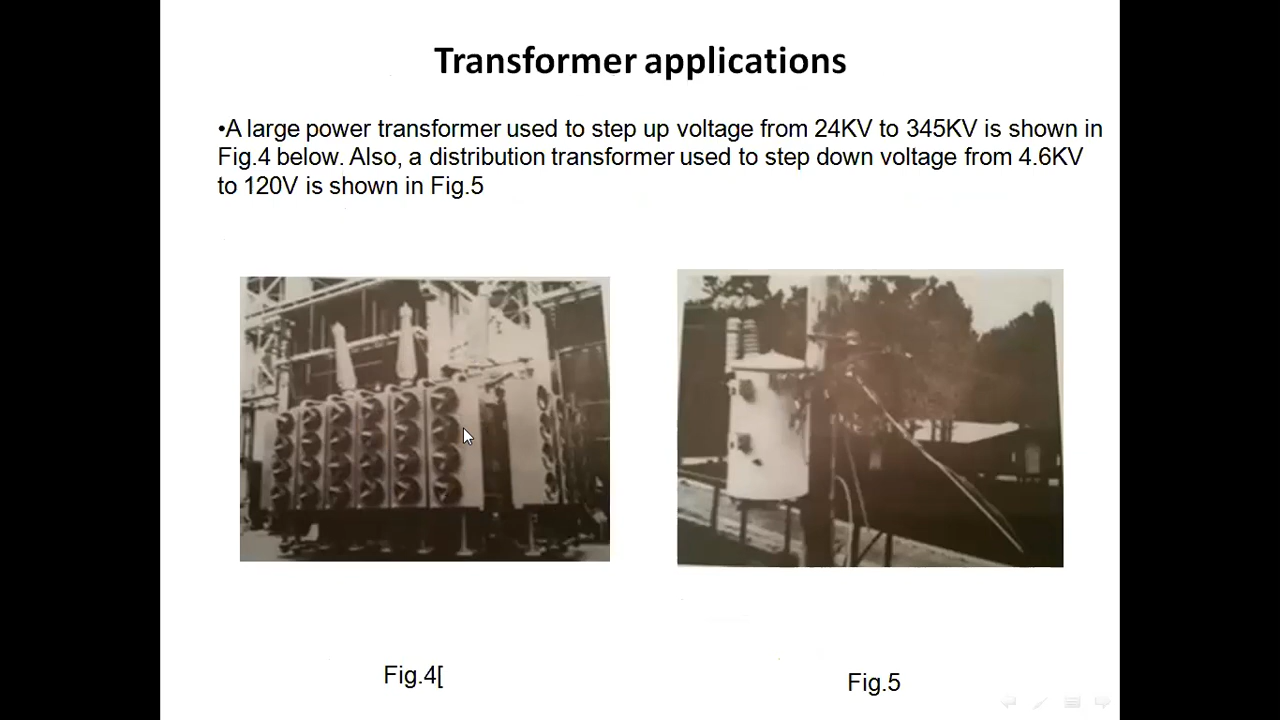 Transformer applications
•A large power transformer used to step up voltage from 24KV to 345KV is shown in
Fig.4 below. Also, a distribution transformer used to step down voltage from 4.6KV
to 120V is shown in Fig.5
Fig.4[
Fig.5